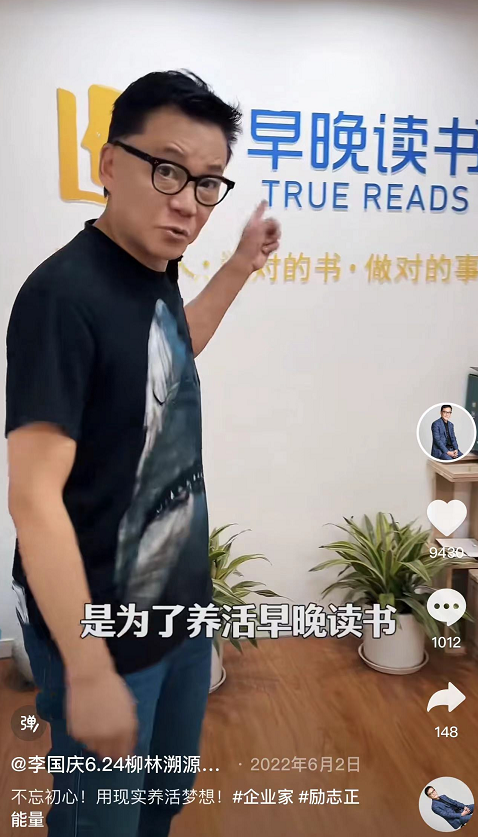 早晚读书
TRUE READS
对的书·做对的事
是为了养活早晚读书
9430
1012
148
弹
@李国庆6.24柳林溯源... · 2022年6月2日
不忘初心！用现实养活梦想！#企业家 #励志正
能量